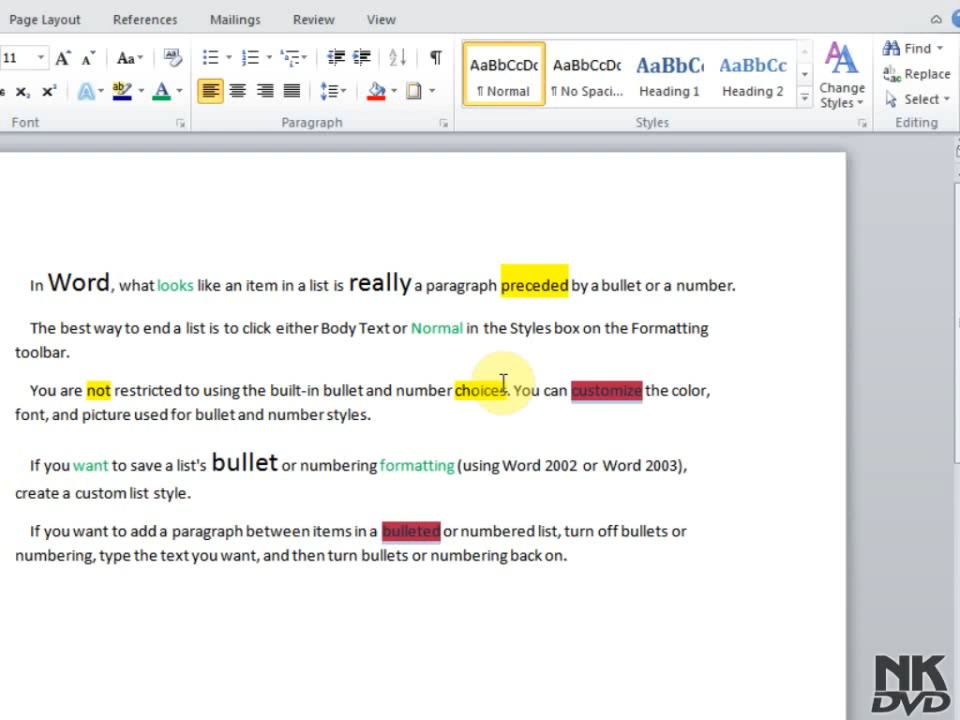 Page Layout References Mailings Review View
11 Aa AaBbCcDc AaBbCcDc AaBbCc AaBbCc Find
¶ Normal ¶ No Spaci... Heading 1 Heading 2 Change Styles Replace
Select
Font Paragraph Styles Editing
In Word, what looks like an item in a list is really a paragraph preceded by a bullet or a number.
The best way to end a list is to click either Body Text or Normal in the Styles box on the Formatting
toolbar.
You are not restricted to using the built-in bullet and number choices. You can customize the color,
font, and picture used for bullet and number styles.
If you want to save a list's bullet or numbering formatting (using Word 2002 or Word 2003),
create a custom list style.
If you want to add a paragraph between items in a bulleted or numbered list, turn off bullets or
numbering, type the text you want, and then turn bullets or numbering back on.
NK
DVD